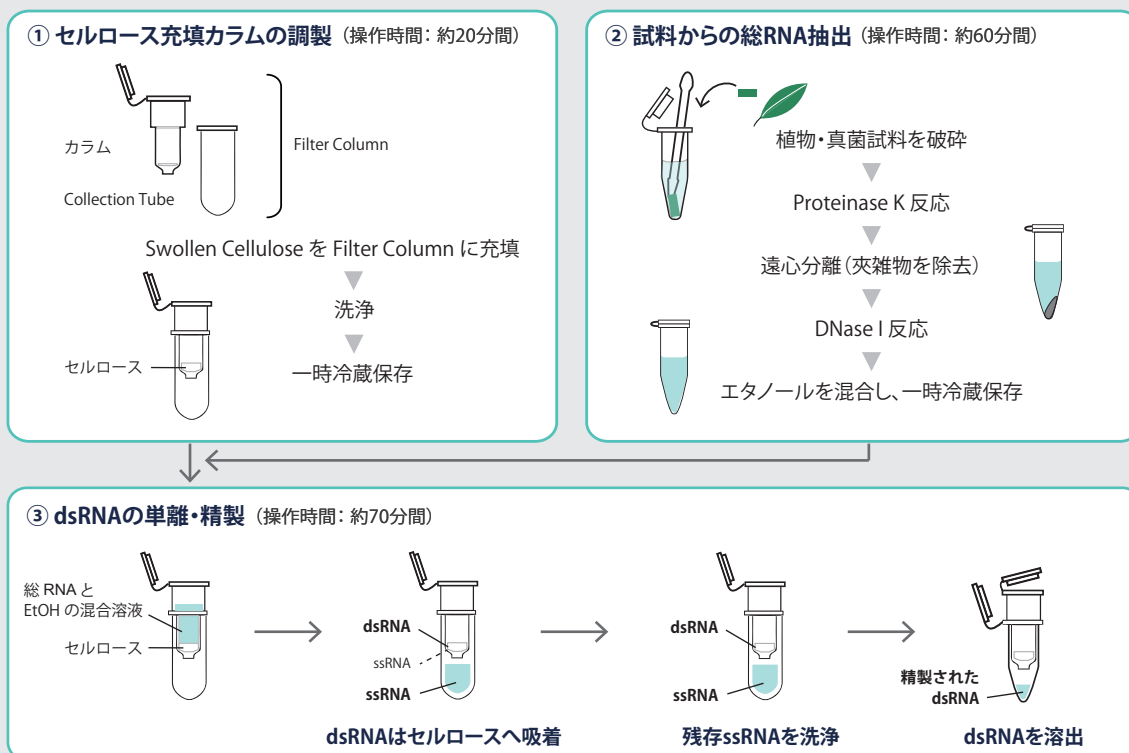 ① セルロース充填カラムの調製（操作時間：約20分間）
カラム
Collection Tube
Filter Column
Swollen Cellulose を Filter Column に充填
洗浄
一時冷蔵保存
セルロース
② 試料からの総RNA抽出（操作時間：約60分間）
植物・真菌試料を破砕
Proteinase K 反応
遠心分離（夾雑物を除去）
DNase I 反応
エタノールを混合し、一時冷蔵保存
③ dsRNAの単離・精製（操作時間：約70分間）
総 RNA と
EtOH の混合溶液
セルロース
dsRNA
ssRNA
ssRNA
dsRNAはセルロースへ吸着
dsRNA
ssRNA
残存ssRNAを洗浄
精製された
dsRNA
dsRNAを溶出